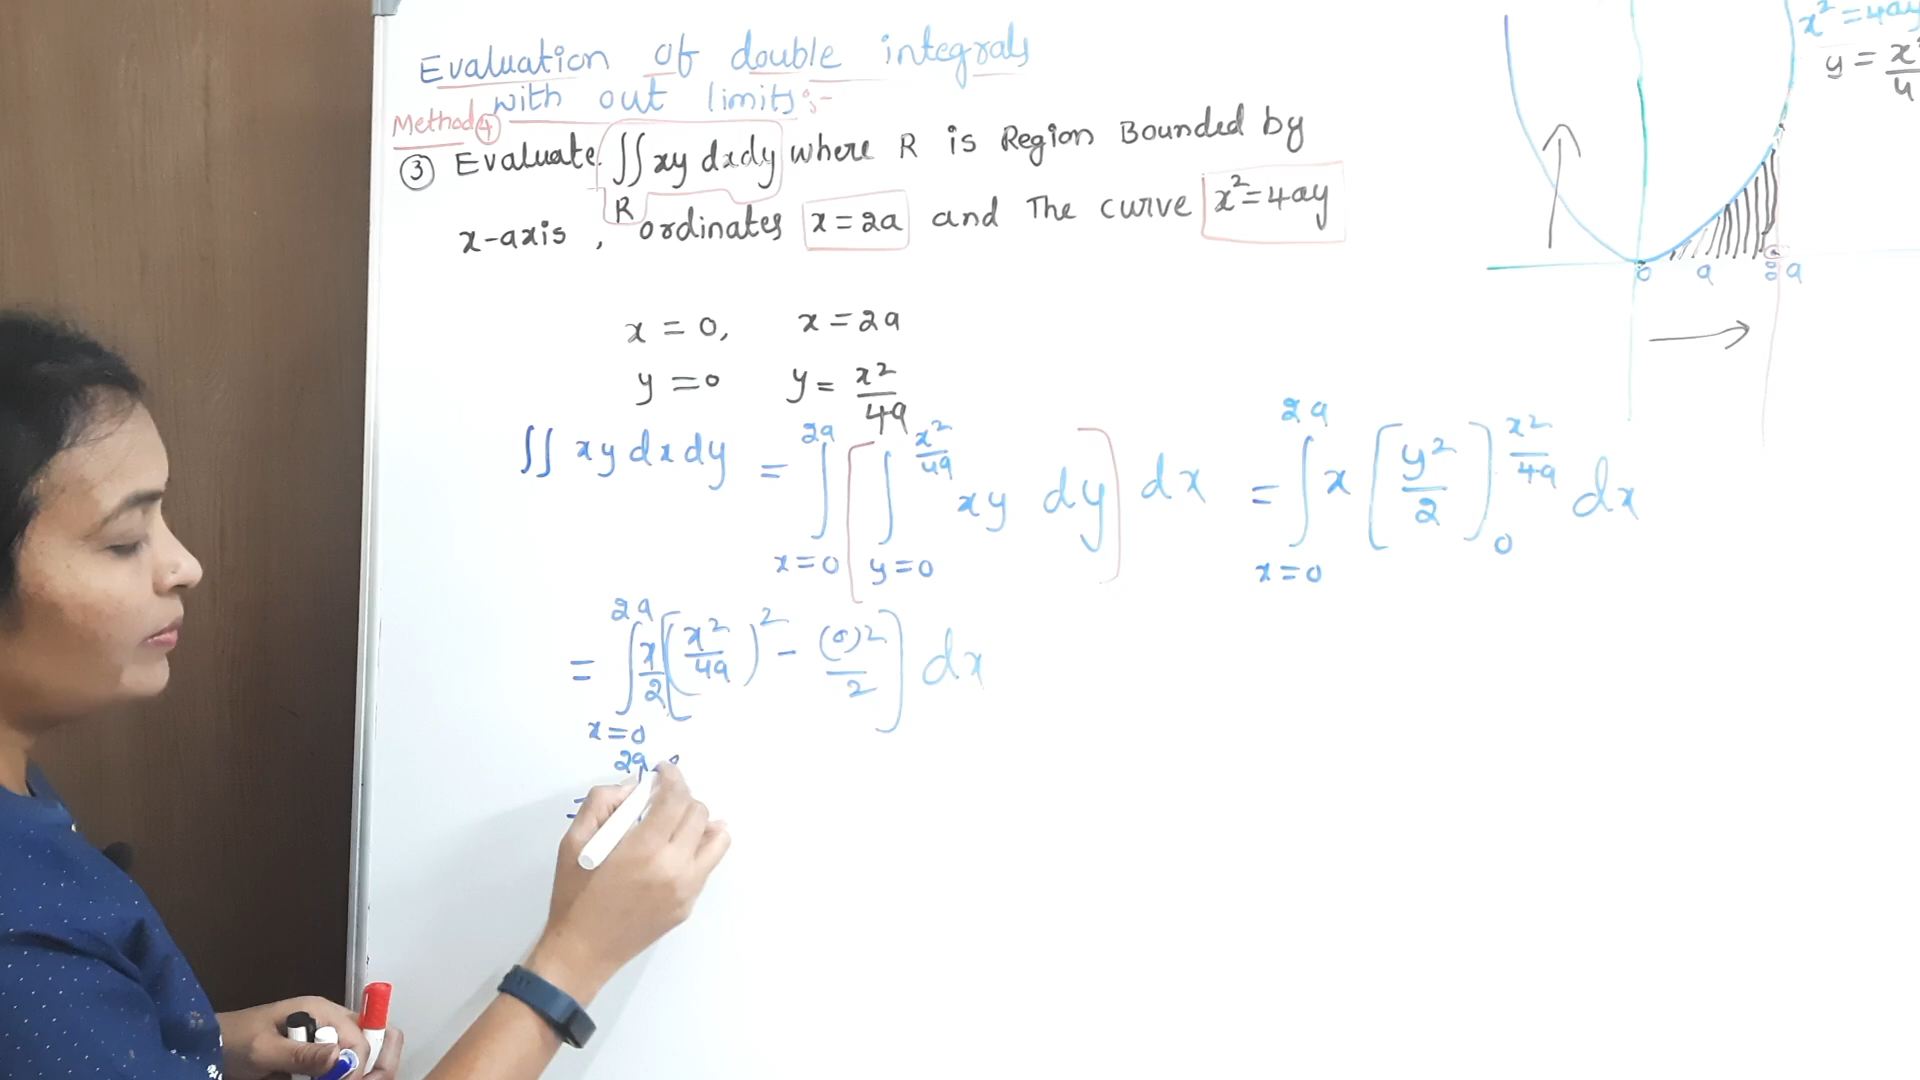 Evaluation of double integrals
with out limits:-
Method ④
③ Evaluate ∬ xy dxdy where R is Region Bounded by
R
x-axis, ordinates x=2a and The curve x²=4ay
x = 0, x = 2a
y = 0 y = x²/4a
∬ xy dxdy = ∫_{x=0}^{2a} [ ∫_{y=0}^{x²/4a} xy dy ] dx = ∫_{x=0}^{2a} x [ y²/2 ]_0^{x²/4a} dx
= ∫_{x=0}^{2a} x/2 [ (x²/4a)² - (0)²/2 ] dx
2a
=
x²=4ay
y = x²/4
0 a a